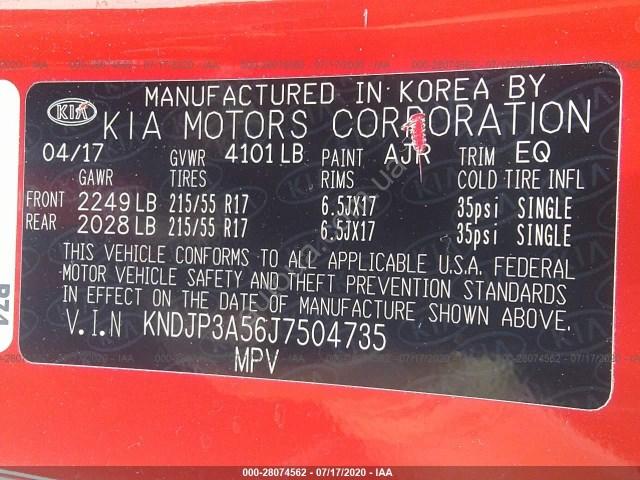 MANUFACTURED IN KOREA BY
KIA KIA MOTORS CORPORATION
04/17 GVWR 4101 LB PAINT AJR TRIM EQ
GAWR TIRES RIMS COLD TIRE INFL
FRONT 2249 LB 215/55 R17 6.5JX17 35psi SINGLE
REAR 2028 LB 215/55 R17 6.5JX17 35psi SINGLE
THIS VEHICLE CONFORMS TO ALL APPLICABLE U.S.A. FEDERAL
MOTOR VEHICLE SAFETY AND THEFT PREVENTION STANDARDS
IN EFFECT ON THE DATE OF MANUFACTURE SHOWN ABOVE.
V.I.N KNDJP3A56J7504735
MPV
000-28074562 - 07/17/2020 - IAA